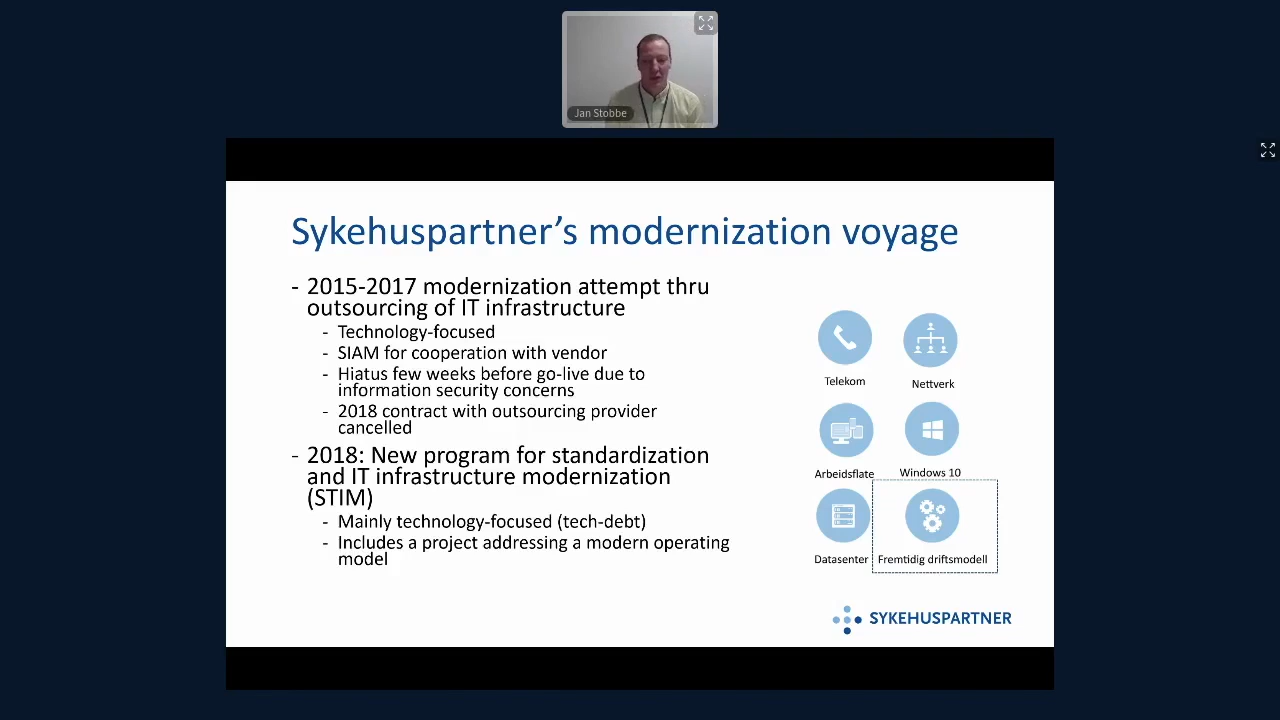 Jan Stobbe
Sykehuspartner’s modernization voyage
- 2015-2017 modernization attempt thru
outsourcing of IT infrastructure
- Technology-focused
- SIAM for cooperation with vendor
- Hiatus few weeks before go-live due to
information security concerns
- 2018 contract with outsourcing provider
cancelled
- 2018: New program for standardization
and IT infrastructure modernization
(STIM)
- Mainly technology-focused (tech-debt)
- Includes a project addressing a modern operating
model
Telekom
Nettverk
Arbeidsflate
Windows 10
Datasenter
Fremtidig driftsmodell
SYKEHUSPARTNER